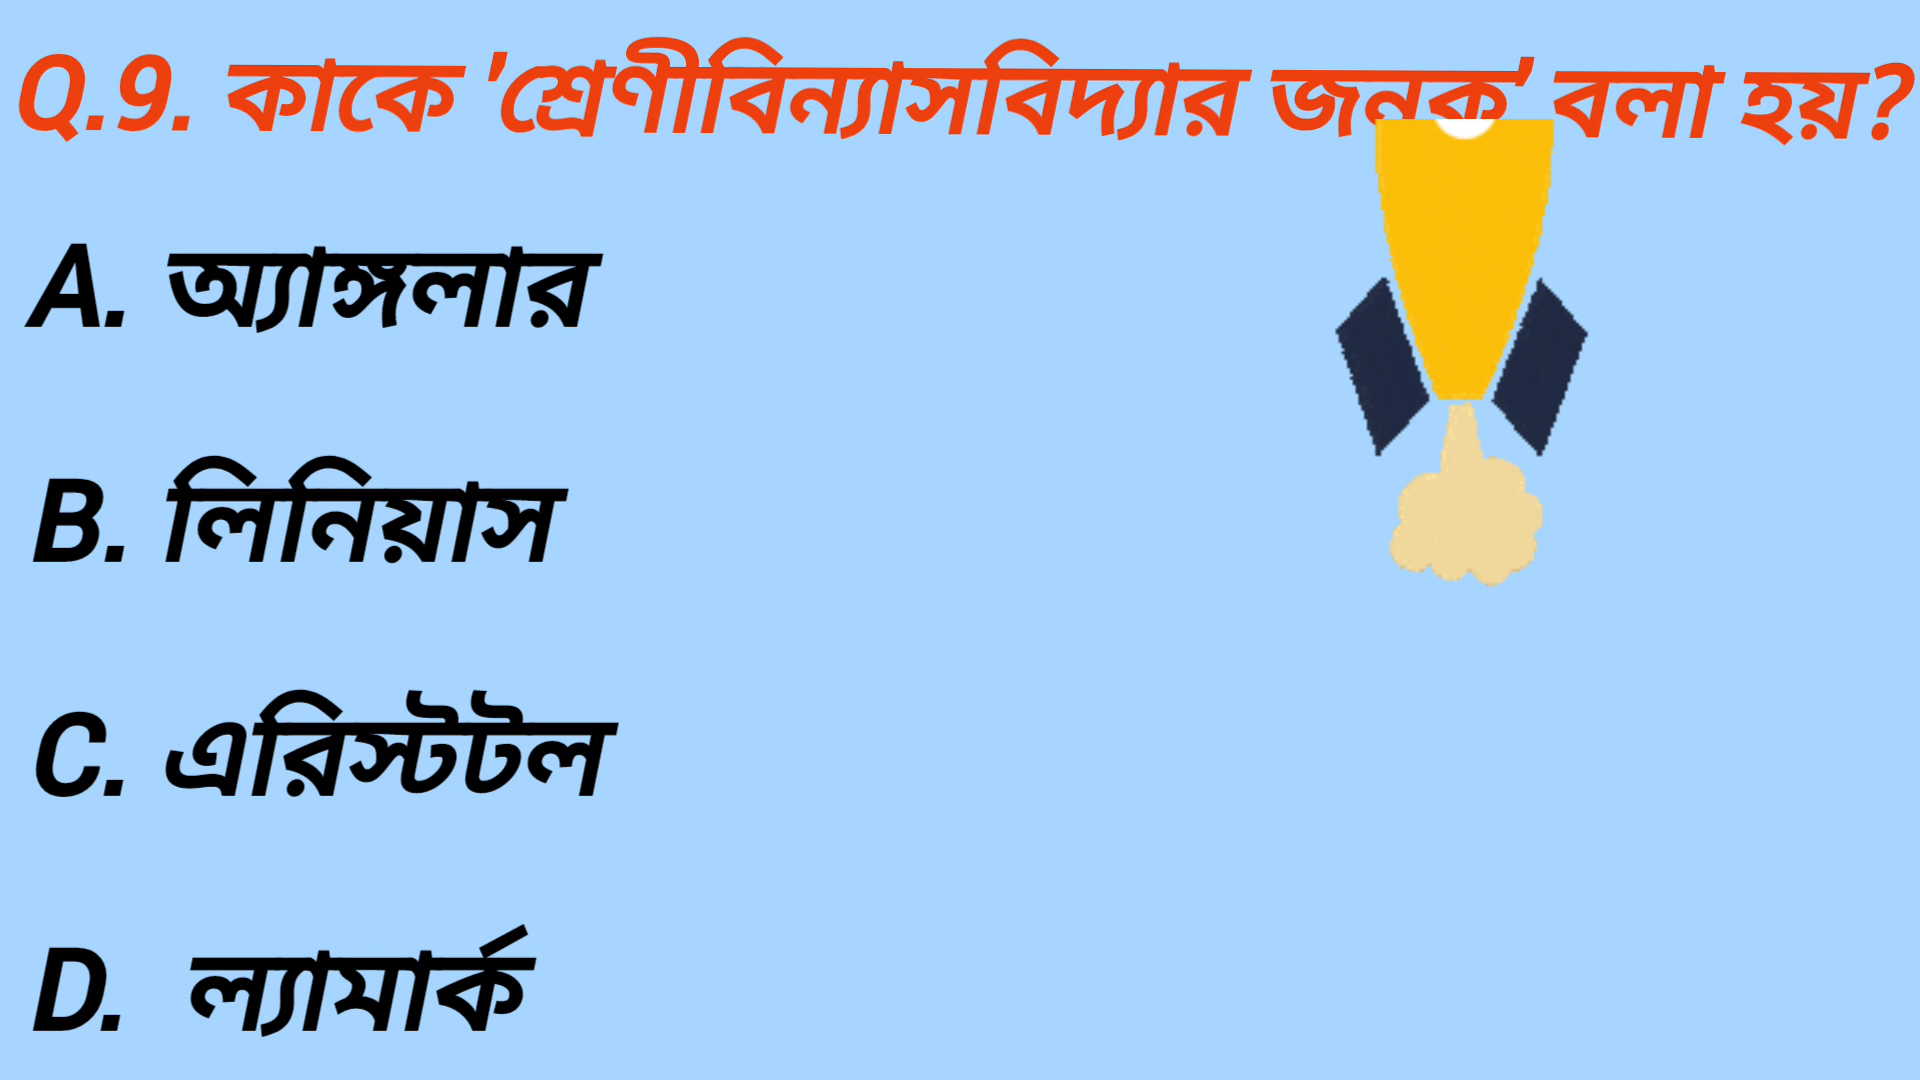 Q.9. কাকে 'শ্রেণীবিন্যাসবিদ্যার জনক' বলা হয়?
A. অ্যাঙ্গলার
B. লিনিয়াস
C. এরিস্টটল
D. ল্যামার্ক